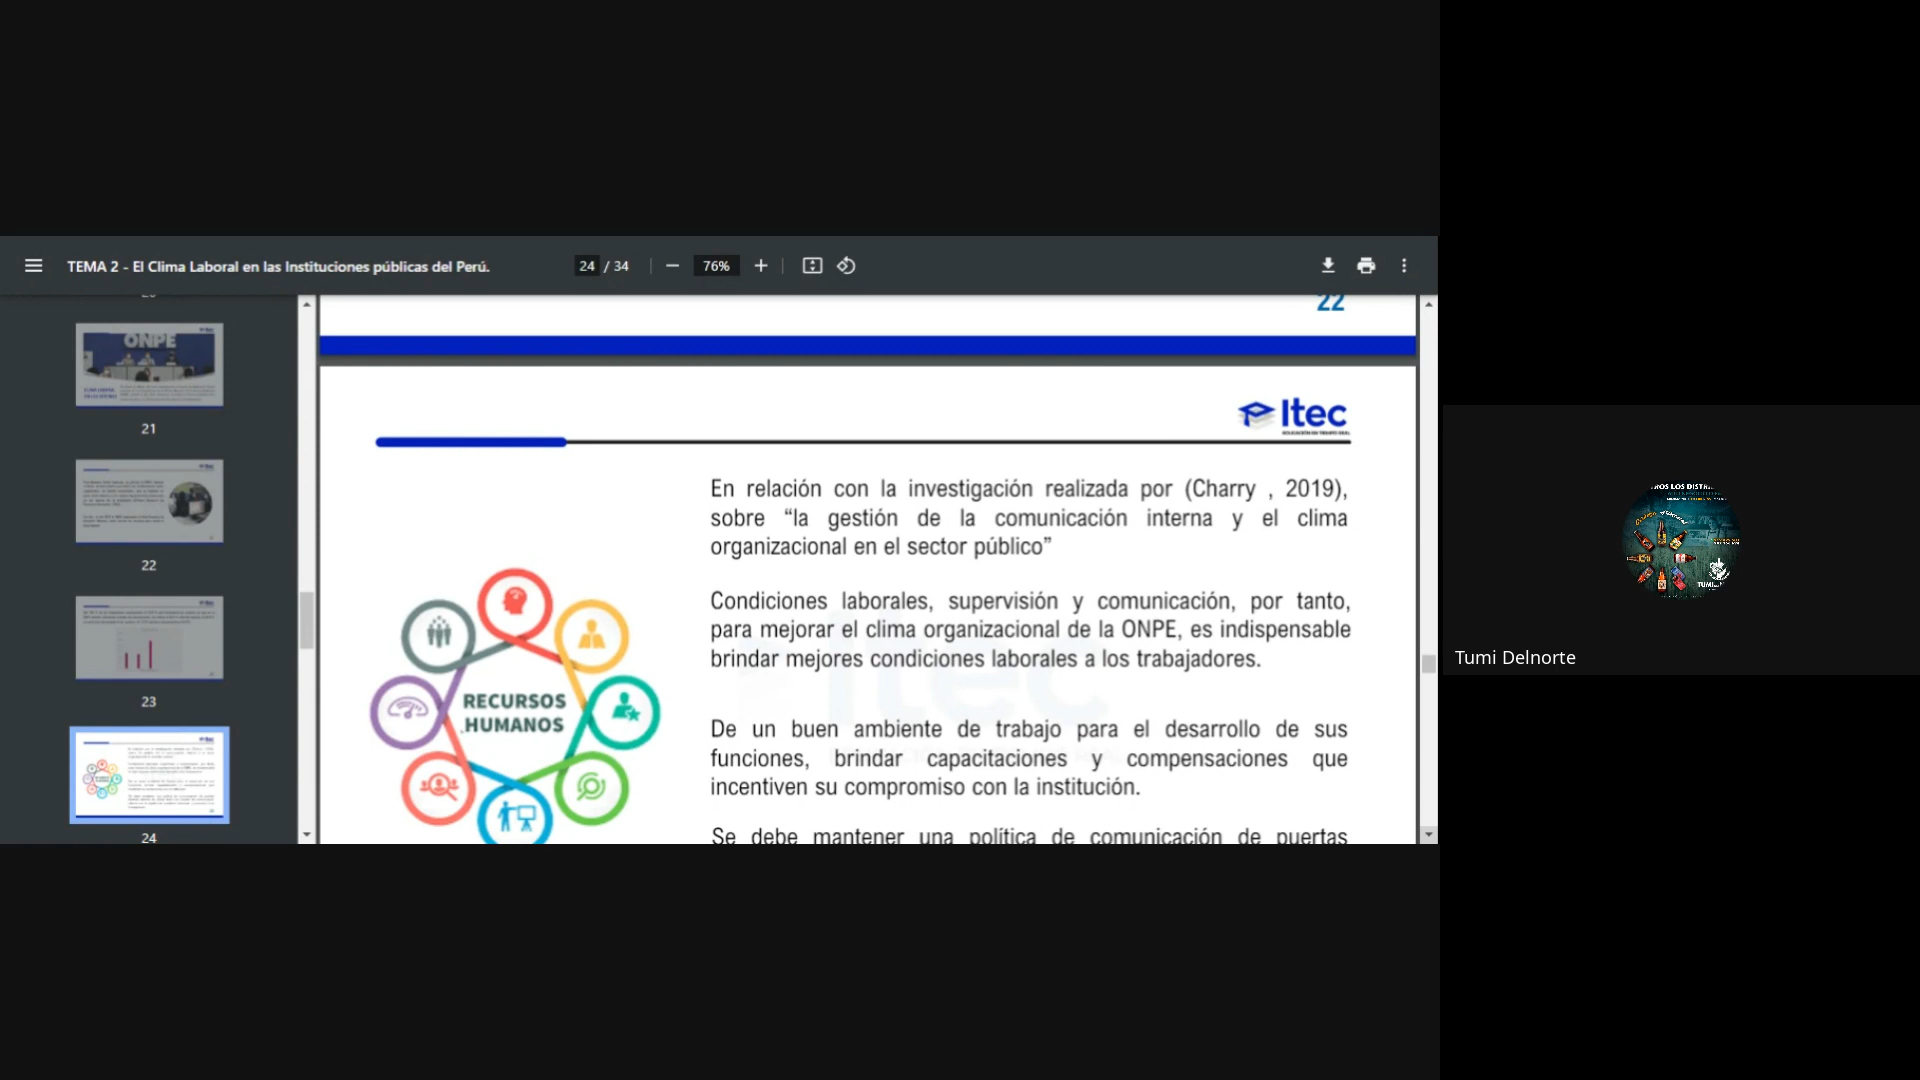 TEMA 2 - El Clima Laboral en las Instituciones públicas del Perú.
24 / 34
76%
ONPE
21
22
23
24
22
Itec
En relación con la investigación realizada por (Charry , 2019),
sobre “la gestión de la comunicación interna y el clima
organizacional en el sector público”
Condiciones laborales, supervisión y comunicación, por tanto,
para mejorar el clima organizacional de la ONPE, es indispensable
brindar mejores condiciones laborales a los trabajadores.
De un buen ambiente de trabajo para el desarrollo de sus
funciones, brindar capacitaciones y compensaciones que
incentiven su compromiso con la institución.
Se debe mantener una política de comunicación de puertas
RECURSOS
HUMANOS
Itec
Tumi Delnorte